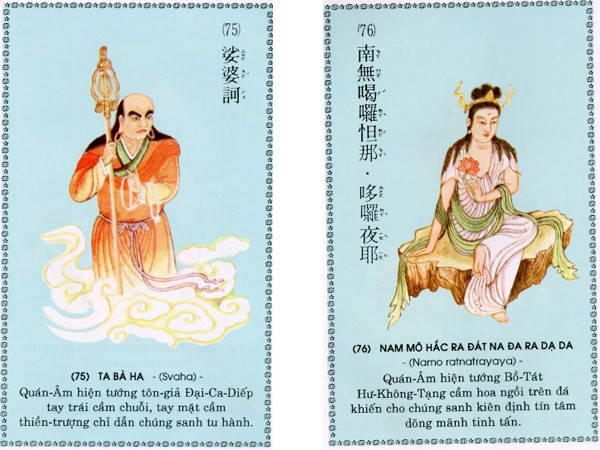 (75)
娑婆訶
(75) TA BÀ HA - (Svaha) -
Quán-Âm hiện tướng tôn-giả Đại-Ca-Diếp
tay trái cầm chuỗi, tay mặt cầm
thiền-trượng chỉ dẫn chúng sanh tu hành.
(76)
南無喝囉怛那・哆囉夜耶
(76) NAM MÔ HẮC RA ĐÁT NA ĐA RA DẠ DA
- (Namo ratnatrayaya) -
Quán-Âm hiện tướng Bồ-Tát
Hư-Không-Tạng cầm hoa ngồi trên đá
khiến cho chúng sanh kiên định tín tâm
dõng mãnh tinh tấn.